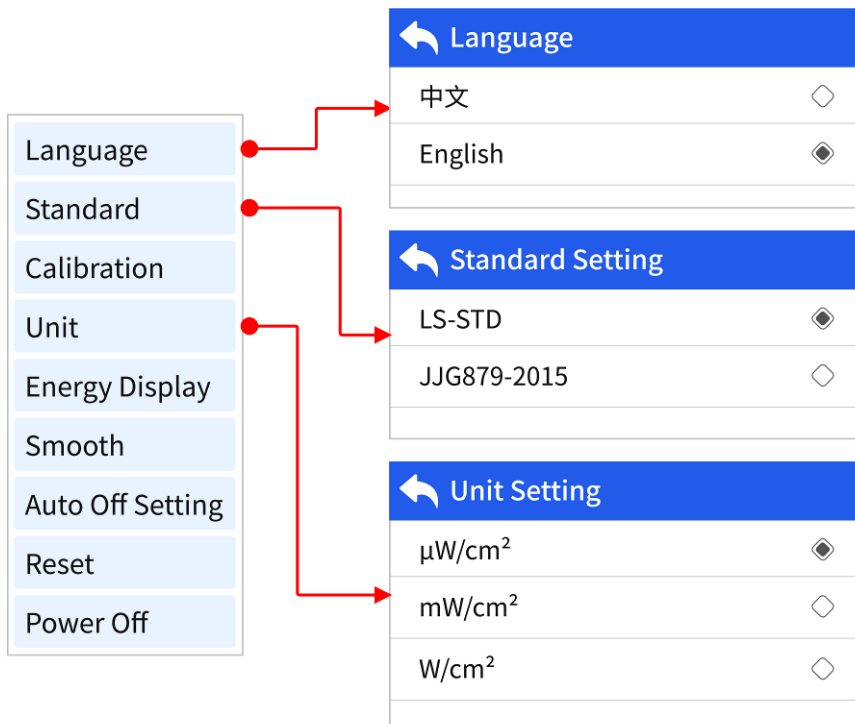 Language
Standard
Calibration
Unit
Energy Display
Smooth
Auto Off Setting
Reset
Power Off
Language
中文
English
Standard Setting
LS-STD
JJG879-2015
Unit Setting
μW/cm²
mW/cm²
W/cm²